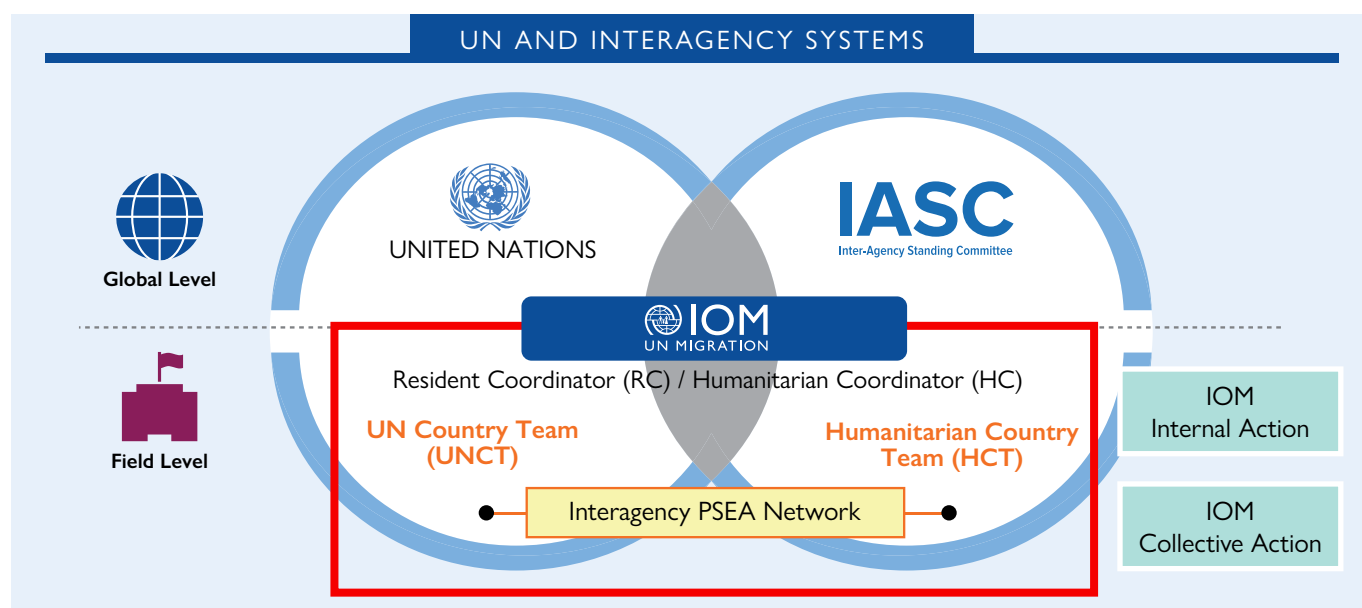 UN AND INTERAGENCY SYSTEMS
UNITED NATIONS
IASC
Inter-Agency Standing Committee
Global Level
IOM
UN MIGRATION
Resident Coordinator (RC) / Humanitarian Coordinator (HC)
UN Country Team
(UNCT)
Humanitarian Country
Team (HCT)
Field Level
Interagency PSEA Network
IOM
Internal Action
IOM
Collective Action